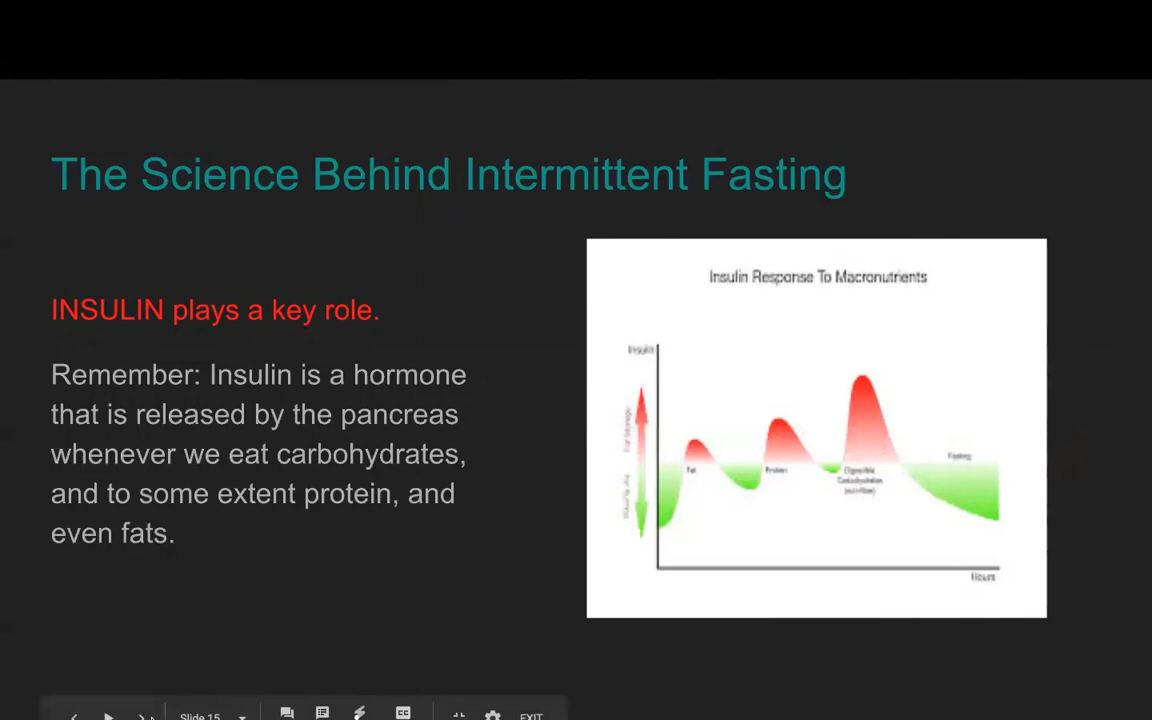 The Science Behind Intermittent Fasting
INSULIN plays a key role.
Remember: Insulin is a hormone
that is released by the pancreas
whenever we eat carbohydrates,
and to some extent protein, and
even fats.
Insulin Response To Macronutrients
Insulin
Fat
Protein
Digestible
Carbohydrates
Fasting
Hours
Slide 15
EXIT